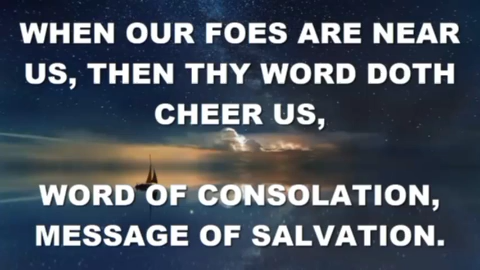 WHEN OUR FOES ARE NEAR
US, THEN THY WORD DOTH
CHEER US,
WORD OF CONSOLATION,
MESSAGE OF SALVATION.